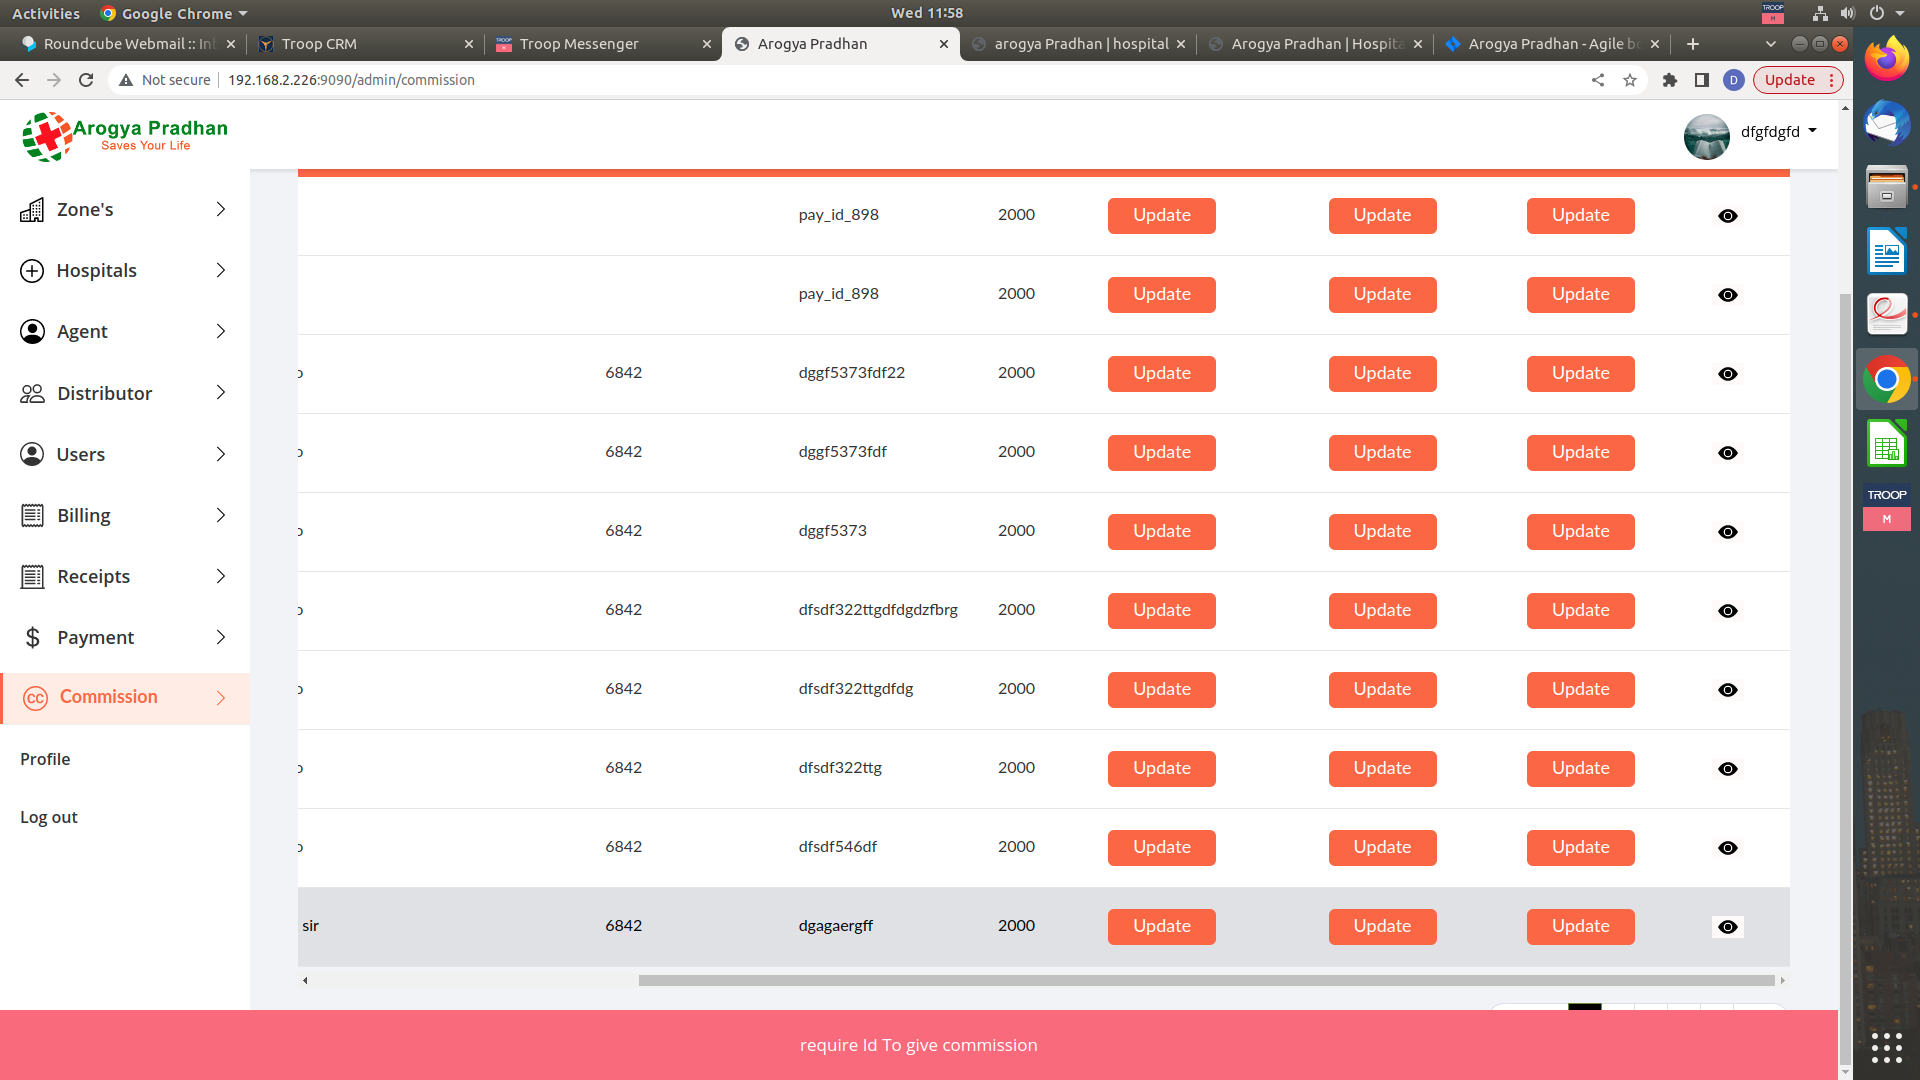 Activities Google Chrome Wed 11:58 TROOP M
Roundcube Webmail :: In Troop CRM TROOP Troop Messenger Arogya Pradhan arogya Pradhan | hospital Arogya Pradhan | Hospita Arogya Pradhan - Agile bo
Not secure 192.168.2.226:9090/admin/commission D Update
Arogya Pradhan
Saves Your Life
dfgfdgfd
Zone's
Hospitals
Agent
Distributor
Users
Billing
Receipts
Payment
CC Commission
Profile
Log out
pay_id_898 2000 Update Update Update
pay_id_898 2000 Update Update Update
6842 dggf5373fdf22 2000 Update Update Update
6842 dggf5373fdf 2000 Update Update Update
6842 dggf5373 2000 Update Update Update
6842 dfsdf322ttgdfdgdzfbrg 2000 Update Update Update
6842 dfsdf322ttgdfdg 2000 Update Update Update
6842 dfsdf322ttg 2000 Update Update Update
6842 dfsdf546df 2000 Update Update Update
sir 6842 dgagaergff 2000 Update Update Update
require Id To give commission
TROOP
M